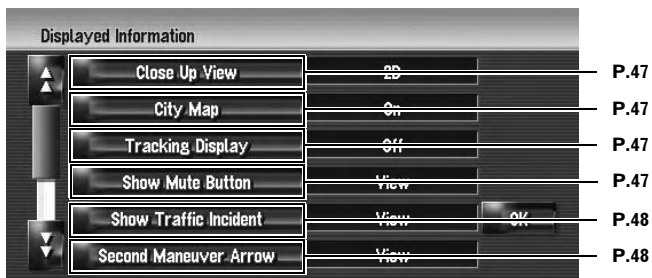 Displayed Information
Close Up View 2D P.47
City Map On P.47
Tracking Display Off P.47
Show Mute Button View P.47
Show Traffic Incident View OK P.48
Second Maneuver Arrow View P.48